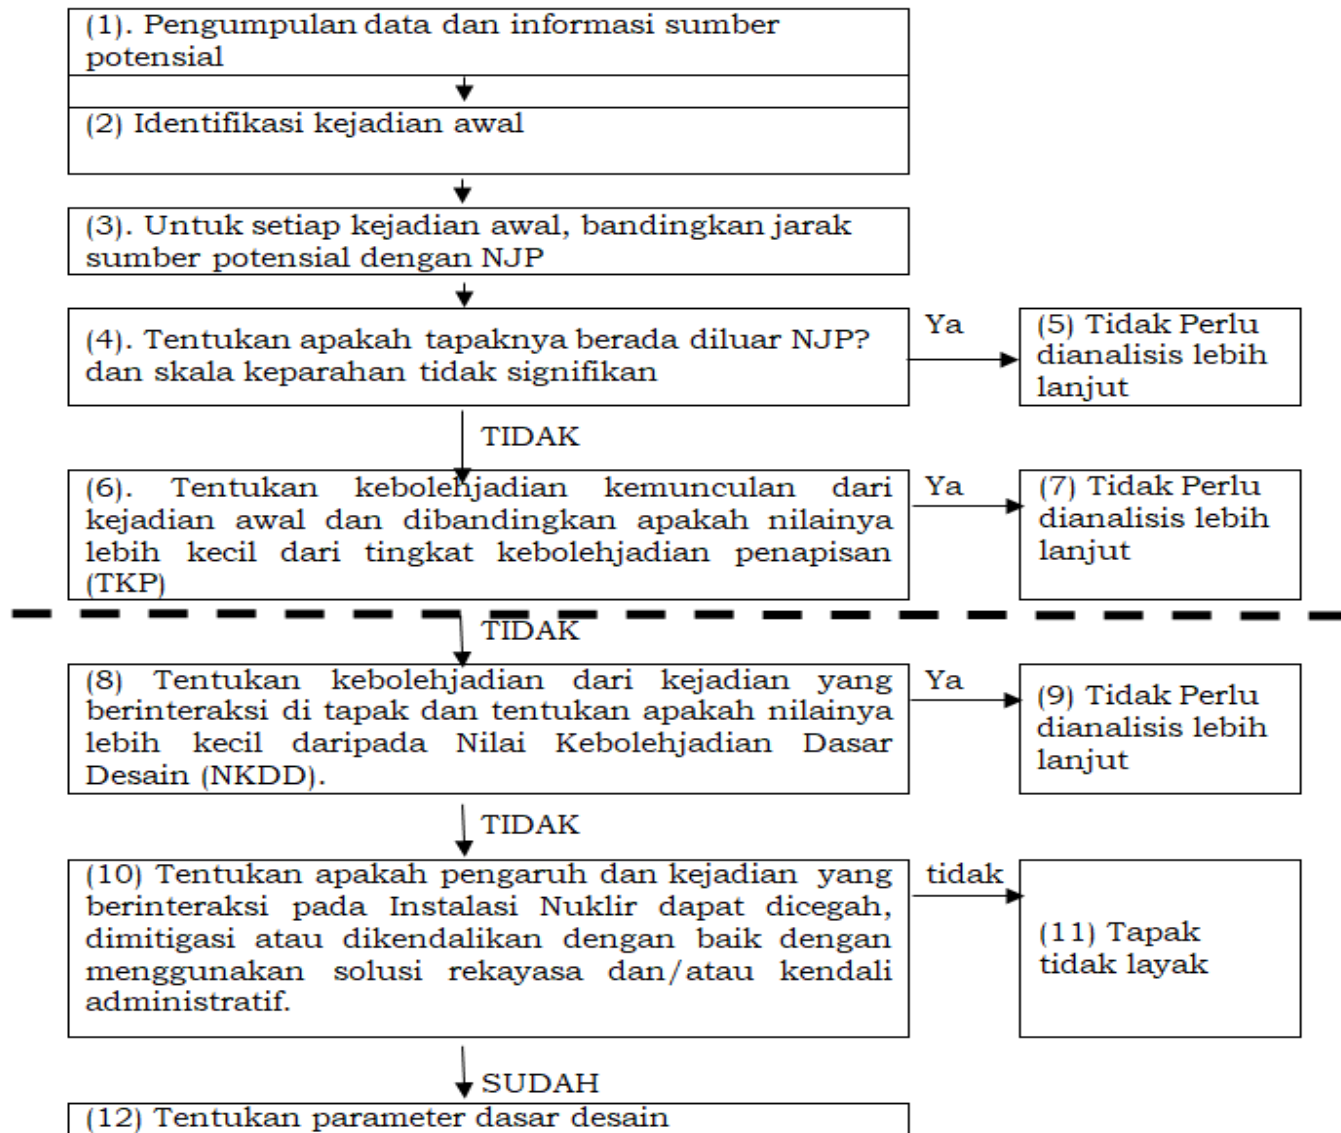 (1). Pengumpulan data dan informasi sumber
potensial
(2) Identifikasi kejadian awal
(3). Untuk setiap kejadian awal, bandingkan jarak
sumber potensial dengan NJP
(4). Tentukan apakah tapaknya berada diluar NJP?
dan skala keparahan tidak signifikan
Ya
(5) Tidak Perlu
dianalisis lebih
lanjut
TIDAK
(6). Tentukan kebolehjadian kemunculan dari
kejadian awal dan dibandingkan apakah nilainya
lebih kecil dari tingkat kebolehjadian penapisan
(TKP)
Ya
(7) Tidak Perlu
dianalisis lebih
lanjut
TIDAK
(8) Tentukan kebolehjadian dari kejadian yang
berinteraksi di tapak dan tentukan apakah nilainya
lebih kecil daripada Nilai Kebolehjadian Dasar
Desain (NKDD).
Ya
(9) Tidak Perlu
dianalisis lebih
lanjut
TIDAK
(10) Tentukan apakah pengaruh dan kejadian yang
berinteraksi pada Instalasi Nuklir dapat dicegah,
dimitigasi atau dikendalikan dengan baik dengan
menggunakan solusi rekayasa dan/atau kendali
administratif.
tidak
(11) Tapak
tidak layak
SUDAH
(12) Tentukan parameter dasar desain